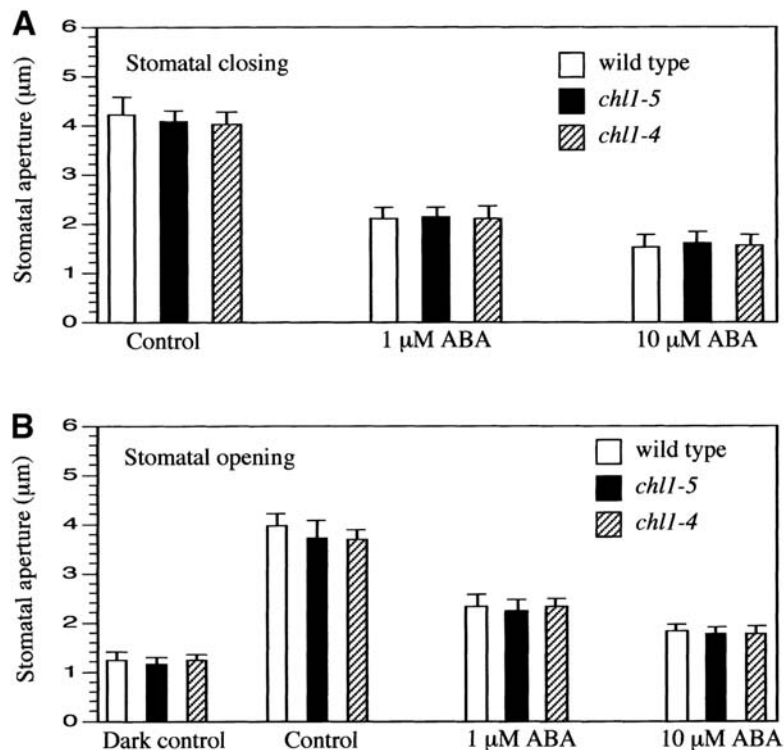 A
6
5
4
3
2
1
0
Stomatal aperture (μm)
Stomatal closing
wild type
chl1-5
chl1-4
Control 1 μM ABA 10 μM ABA
B
6
5
4
3
2
1
0
Stomatal aperture (μm)
Stomatal opening
wild type
chl1-5
chl1-4
Dark control Control 1 μM ABA 10 μM ABA